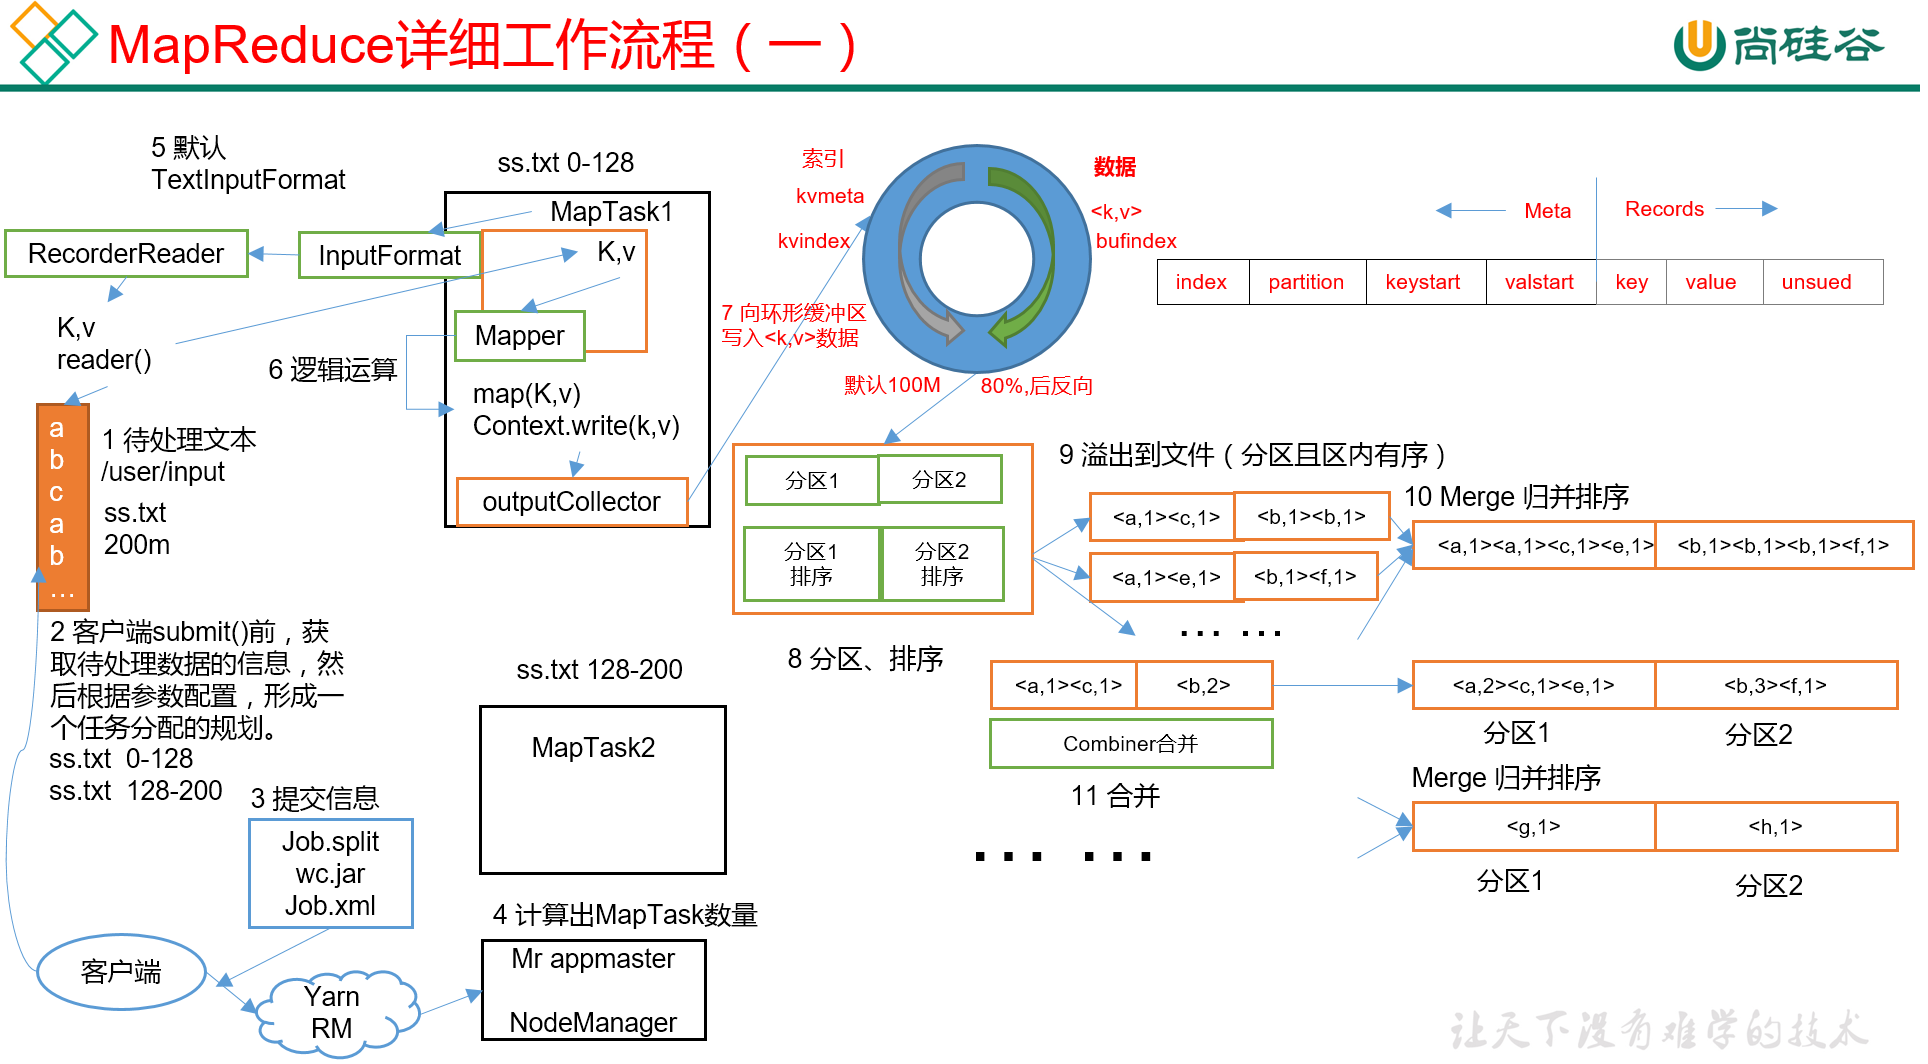 MapReduce详细工作流程（一）
尚硅谷
5 默认
TextInputFormat
ss.txt 0-128
MapTask1
RecorderReader
InputFormat
K,v
Mapper
K,v
reader()
6 逻辑运算
map(K,v)
Context.write(k,v)
outputCollector
a
b
c
a
b
…
1 待处理文本
/user/input
ss.txt
200m
2 客户端submit()前，获
取待处理数据的信息，然
后根据参数配置，形成一
个任务分配的规划。
ss.txt 0-128
ss.txt 128-200
3 提交信息
Job.split
wc.jar
Job.xml
客户端
Yarn
RM
ss.txt 128-200
MapTask2
4 计算出MapTask数量
Mr appmaster
NodeManager
索引
kvmeta
kvindex
数据
<k,v>
bufindex
7 向环形缓冲区
写入<k,v>数据
默认100M
80%,后反向
Meta
Records
index
partition
keystart
valstart
key
value
unsued
分区1
分区2
分区1
排序
分区2
排序
8 分区、排序
9 溢出到文件（分区且区内有序）
<a,1><c,1>
<b,1><b,1>
<a,1><e,1>
<b,1><f,1>
… …
10 Merge 归并排序
<a,1><a,1><c,1><e,1>
<b,1><b,1><b,1><f,1>
<a,1><c,1>
<b,2>
Combiner合并
11 合并
… …
<a,2><c,1><e,1>
<b,3><f,1>
分区1
分区2
Merge 归并排序
<g,1>
<h,1>
分区1
分区2
让天下没有难学的技术